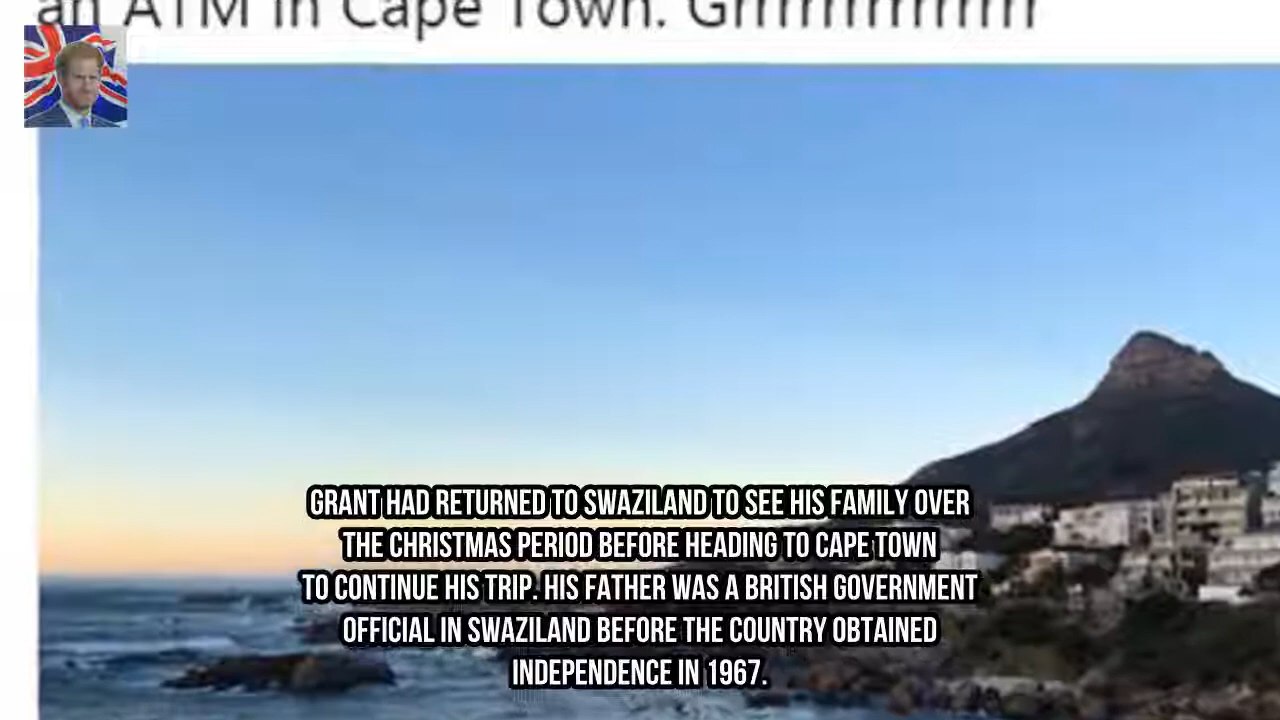 an ATM in Cape Town. Grrrrrrrrrrrrr
GRANT HAD RETURNED TO SWAZILAND TO SEE HIS FAMILY OVER
THE CHRISTMAS PERIOD BEFORE HEADING TO CAPE TOWN
TO CONTINUE HIS TRIP. HIS FATHER WAS A BRITISH GOVERNMENT
OFFICIAL IN SWAZILAND BEFORE THE COUNTRY OBTAINED
INDEPENDENCE IN 1967.